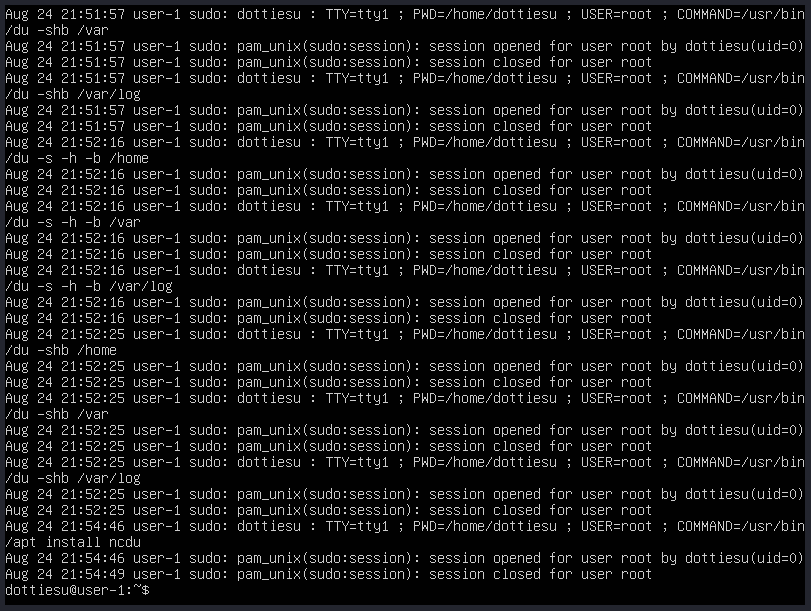 Aug 24 21:51:57 user-1 sudo: dottiesu : TTY=tty1 ; PWD=/home/dottiesu ; USER=root ; COMMAND=/usr/bin
/du -shb /var
Aug 24 21:51:57 user-1 sudo: pam_unix(sudo:session): session opened for user root by dottiesu(uid=0)
Aug 24 21:51:57 user-1 sudo: pam_unix(sudo:session): session closed for user root
Aug 24 21:51:57 user-1 sudo: dottiesu : TTY=tty1 ; PWD=/home/dottiesu ; USER=root ; COMMAND=/usr/bin
/du -shb /var/log
Aug 24 21:51:57 user-1 sudo: pam_unix(sudo:session): session opened for user root by dottiesu(uid=0)
Aug 24 21:51:57 user-1 sudo: pam_unix(sudo:session): session closed for user root
Aug 24 21:52:16 user-1 sudo: dottiesu : TTY=tty1 ; PWD=/home/dottiesu ; USER=root ; COMMAND=/usr/bin
/du -s -h -b /home
Aug 24 21:52:16 user-1 sudo: pam_unix(sudo:session): session opened for user root by dottiesu(uid=0)
Aug 24 21:52:16 user-1 sudo: pam_unix(sudo:session): session closed for user root
Aug 24 21:52:16 user-1 sudo: dottiesu : TTY=tty1 ; PWD=/home/dottiesu ; USER=root ; COMMAND=/usr/bin
/du -s -h -b /var
Aug 24 21:52:16 user-1 sudo: pam_unix(sudo:session): session opened for user root by dottiesu(uid=0)
Aug 24 21:52:16 user-1 sudo: pam_unix(sudo:session): session closed for user root
Aug 24 21:52:16 user-1 sudo: dottiesu : TTY=tty1 ; PWD=/home/dottiesu ; USER=root ; COMMAND=/usr/bin
/du -s -h -b /var/log
Aug 24 21:52:16 user-1 sudo: pam_unix(sudo:session): session opened for user root by dottiesu(uid=0)
Aug 24 21:52:16 user-1 sudo: pam_unix(sudo:session): session closed for user root
Aug 24 21:52:25 user-1 sudo: dottiesu : TTY=tty1 ; PWD=/home/dottiesu ; USER=root ; COMMAND=/usr/bin
/du -shb /home
Aug 24 21:52:25 user-1 sudo: pam_unix(sudo:session): session opened for user root by dottiesu(uid=0)
Aug 24 21:52:25 user-1 sudo: pam_unix(sudo:session): session closed for user root
Aug 24 21:52:25 user-1 sudo: dottiesu : TTY=tty1 ; PWD=/home/dottiesu ; USER=root ; COMMAND=/usr/bin
/du -shb /var
Aug 24 21:52:25 user-1 sudo: pam_unix(sudo:session): session opened for user root by dottiesu(uid=0)
Aug 24 21:52:25 user-1 sudo: pam_unix(sudo:session): session closed for user root
Aug 24 21:52:25 user-1 sudo: dottiesu : TTY=tty1 ; PWD=/home/dottiesu ; USER=root ; COMMAND=/usr/bin
/du -shb /var/log
Aug 24 21:52:25 user-1 sudo: pam_unix(sudo:session): session opened for user root by dottiesu(uid=0)
Aug 24 21:52:25 user-1 sudo: pam_unix(sudo:session): session closed for user root
Aug 24 21:54:46 user-1 sudo: dottiesu : TTY=tty1 ; PWD=/home/dottiesu ; USER=root ; COMMAND=/usr/bin
/apt install ncdu
Aug 24 21:54:46 user-1 sudo: pam_unix(sudo:session): session opened for user root by dottiesu(uid=0)
Aug 24 21:54:49 user-1 sudo: pam_unix(sudo:session): session closed for user root
dottiesu@user-1:~$